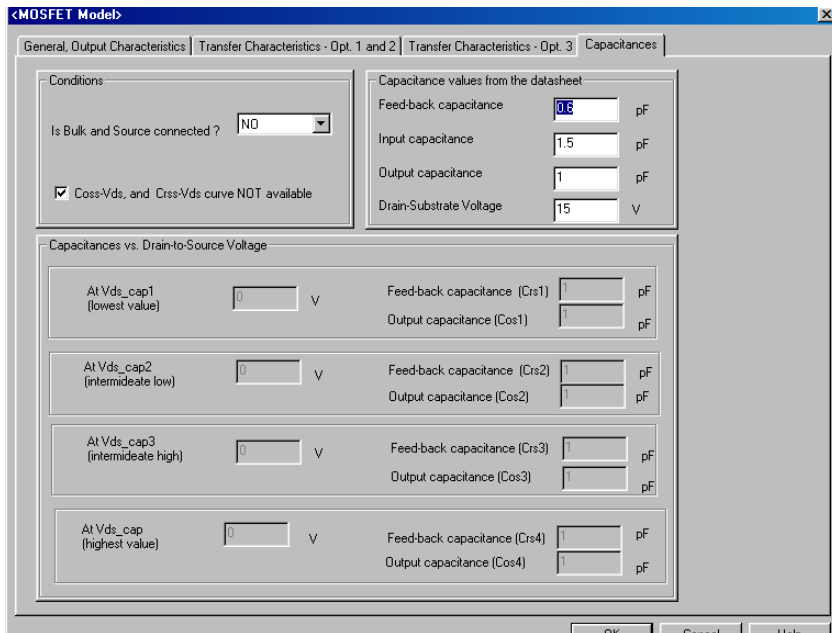 <MOSFET Model>
General, Output Characteristics | Transfer Characteristics - Opt. 1 and 2 | Transfer Characteristics - Opt. 3 | Capacitances
Conditions
Is Bulk and Source connected ? NO
Coss-Vds, and Crss-Vds curve NOT available
Capacitance values from the datasheet
Feed-back capacitance 0.6 pF
Input capacitance 1.5 pF
Output capacitance 1 pF
Drain-Substrate Voltage 15 V
Capacitances vs. Drain-to-Source Voltage
At Vds_cap1 (lowest value) 0 V
Feed-back capacitance (Crs1) 1 pF
Output capacitance (Cos1) 1 pF
At Vds_cap2 (intermideate low) 0 V
Feed-back capacitance (Crs2) 1 pF
Output capacitance (Cos2) 1 pF
At Vds_cap3 (intermideate high) 0 V
Feed-back capacitance (Crs3) 1 pF
Output capacitance (Cos3) 1 pF
At Vds_cap (highest value) 0 V
Feed-back capacitance (Crs4) 1 pF
Output capacitance (Cos4) 1 pF
OK Cancel Help